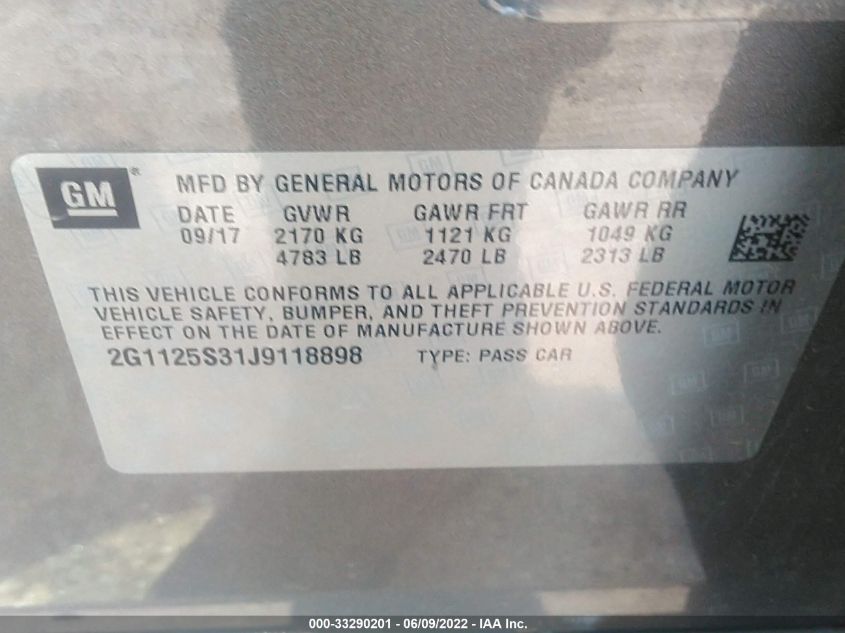 GM ®
MFD BY GENERAL MOTORS OF CANADA COMPANY
DATE GVWR GAWR FRT GAWR RR
09/17 2170 KG 1121 KG 1049 KG
4783 LB 2470 LB 2313 LB
THIS VEHICLE CONFORMS TO ALL APPLICABLE U.S. FEDERAL MOTOR
VEHICLE SAFETY, BUMPER, AND THEFT PREVENTION STANDARDS IN
EFFECT ON THE DATE OF MANUFACTURE SHOWN ABOVE.
2G1125S31J9118898 TYPE: PASS CAR
000-33290201 - 06/09/2022 - IAA Inc.